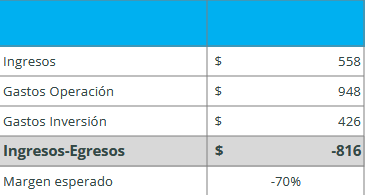 Ingresos $ 558
Gastos Operación $ 948
Gastos Inversión $ 426
Ingresos-Egresos $ -816
Margen esperado -70%